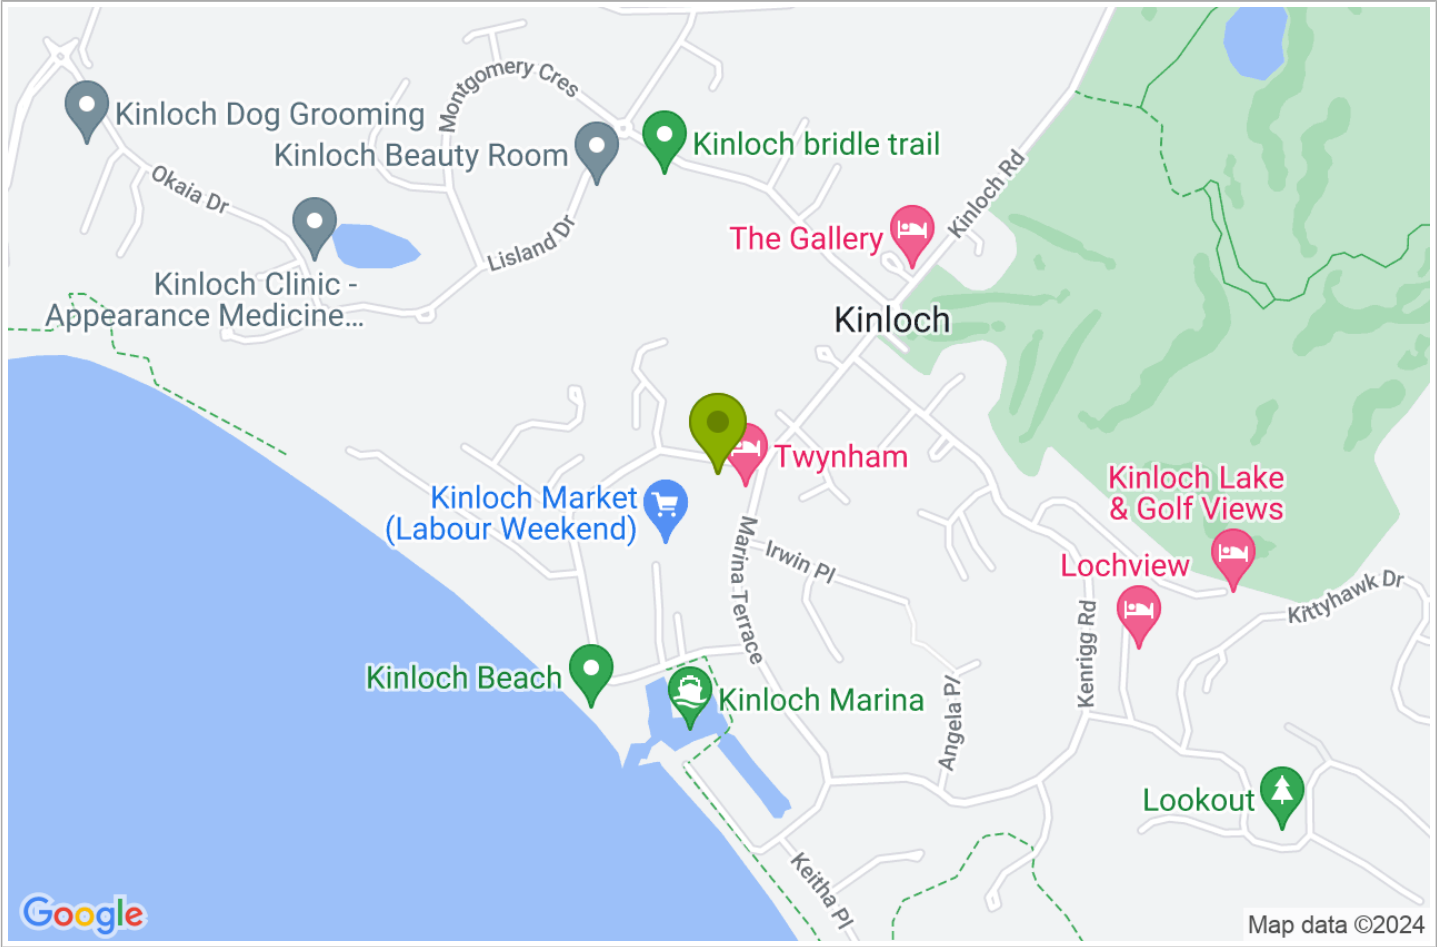 Montgomery Cres
Kinloch Dog Grooming
Kinloch Beauty Room
Kinloch bridle trail
Okaia Dr
Kinloch Rd
Lisland Dr
The Gallery
Kinloch Clinic -
Appearance Medicine...
Kinloch
Twynham
Kinloch Market
(Labour Weekend)
Kinloch Lake
& Golf Views
Marina Terrace
Irwin Pl
Lochview
Kittyhawk Dr
Kenrigg Rd
Kinloch Beach
Kinloch Marina
Angela Pl
Lookout
Keitha Pl
Google
Map data ©2024